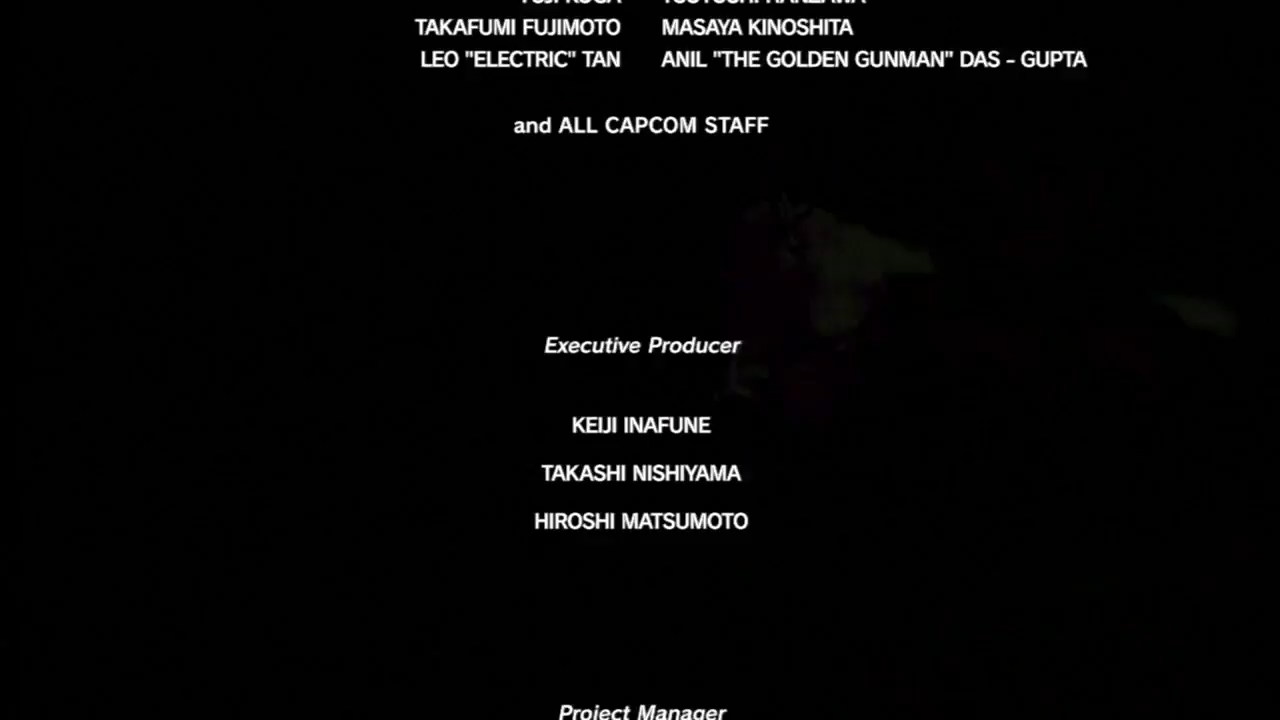 TAKAFUMI FUJIMOTO MASAYA KINOSHITA
LEO "ELECTRIC" TAN ANIL "THE GOLDEN GUNMAN" DAS - GUPTA
and ALL CAPCOM STAFF
Executive Producer
KEIJI INAFUNE
TAKASHI NISHIYAMA
HIROSHI MATSUMOTO
Project Manager